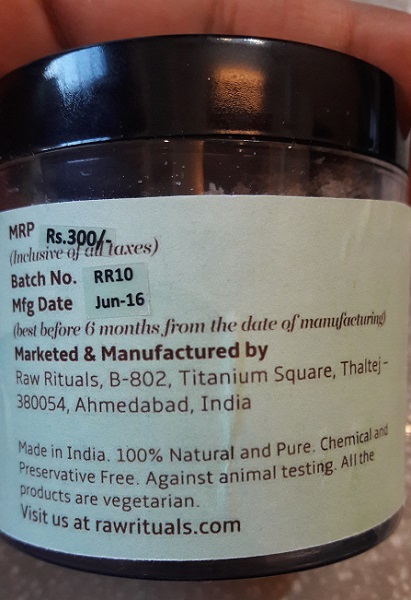 MRP Rs.300/-
(Inclusive of all taxes)
Batch No. RR10
Mfg Date Jun-16
(best before 6 months from the date of manufacturing)
Marketed & Manufactured by
Raw Rituals, B-802, Titanium Square, Thaltej-
380054, Ahmedabad, India
Made in India. 100% Natural and Pure. Chemical and
Preservative Free. Against animal testing. All the
products are vegetarian.
Visit us at rawrituals.com